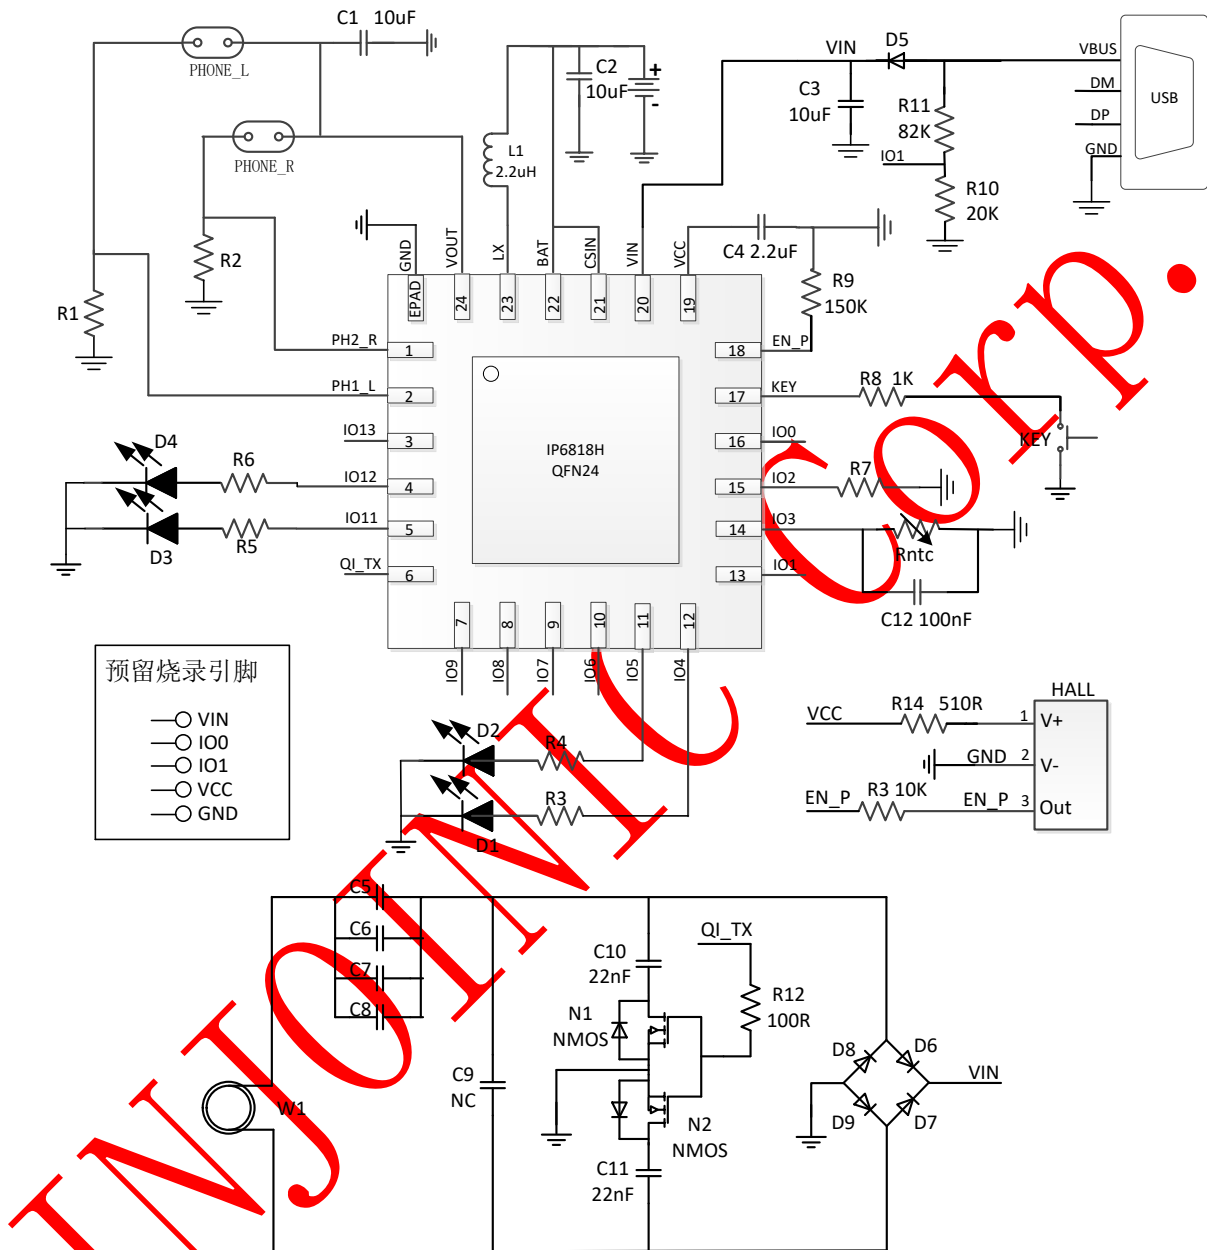 C1 10uF
PHONE_L
PHONE_R
C2
10uF
+
-
L1
2.2uH
VIN
D5
VBUS
DM
DP
GND
USB
C3
10uF
R11
82K
IO1
R10
20K
R1
R2
GND
VOUT
LX
BAT
CSIN
VIN
VCC
C4 2.2uF
R9
150K
EPAD
24
23
22
21
20
19
PH2_R
1
PH1_L
2
IO13
3
IO12
4
IO11
5
QI_TX
6
IP6818H
QFN24
18
EN_P
17
KEY
16
IO0
15
IO2
14
IO3
13
IO1
R8 1K
KEY
R7
Rntc
C12 100nF
D4
R6
D3
R5
7
8
9
10
11
12
IO9
IO8
IO7
IO6
IO5
IO4
D2
R4
R3
D1
预留烧录引脚
VIN
IO0
IO1
VCC
GND
HALL
VCC
R14 510R
1 V+
GND
2 V-
EN_P
R3 10K
EN_P
3 Out
C5
C6
C7
C8
W1
C9
NC
C10
22nF
QI_TX
R12
100R
N1
NMOS
N2
NMOS
C11
22nF
D8
D6
D9
D7
VIN
INJOINIC Corp.